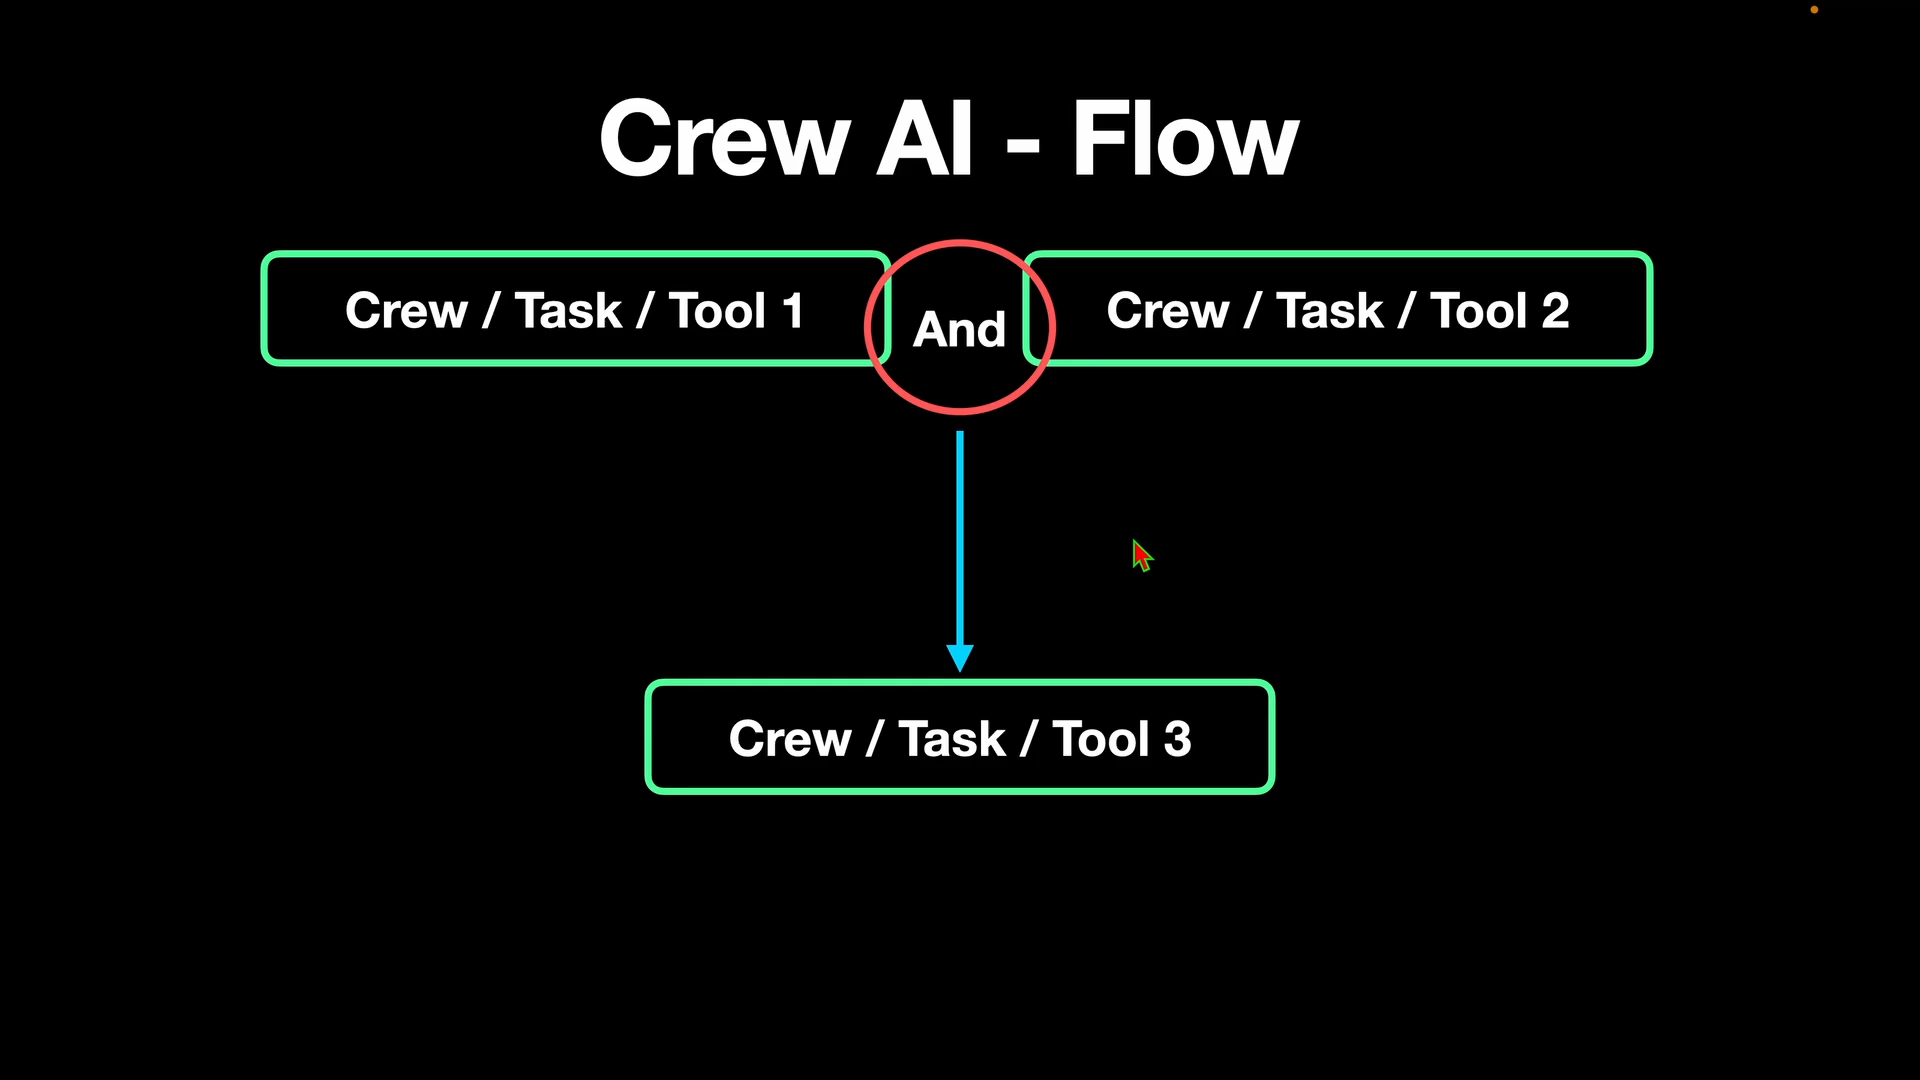 Crew AI - Flow
Crew / Task / Tool 1
And
Crew / Task / Tool 2
Crew / Task / Tool 3